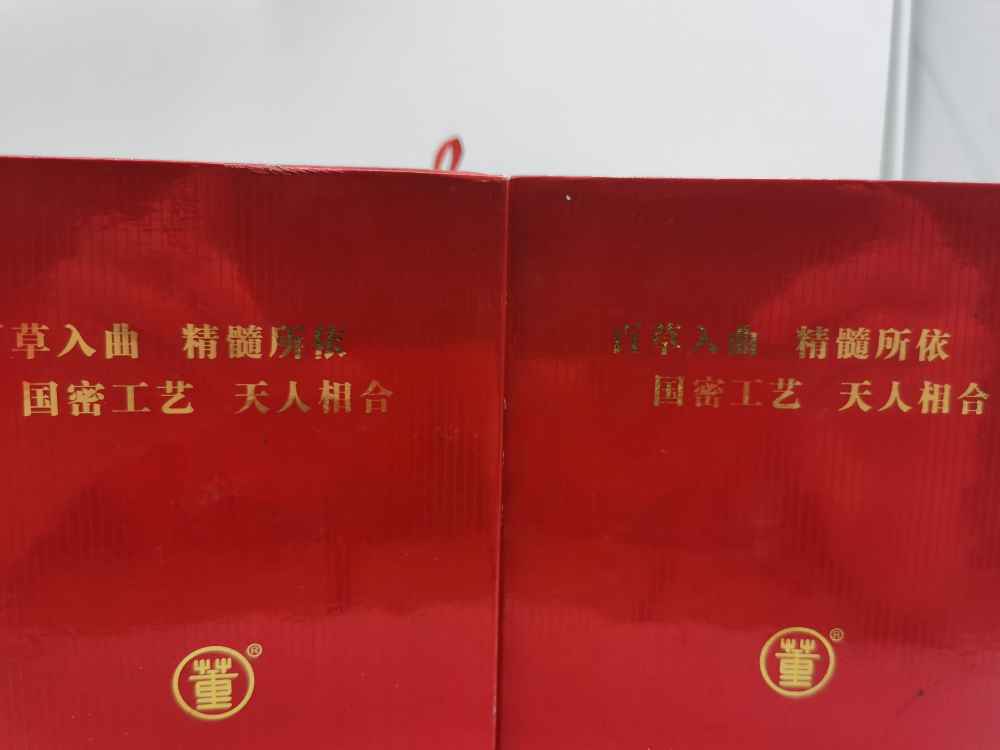 草入曲 精髓所依
国密工艺 天人相合
董®
百草入曲 精髓所依
国密工艺 天人相合
董®